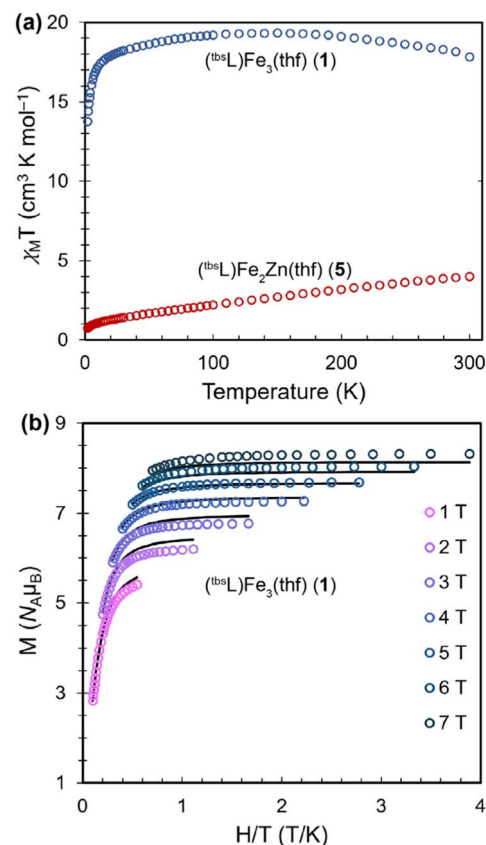 (a)
20
15
10
5
0
χMT (cm³ K mol⁻¹)
(ᵗᵇˢL)Fe₃(thf) (1)
(ᵗᵇˢL)Fe₂Zn(thf) (5)
0 100 200 300
Temperature (K)
(b)
9
7
5
3
1
M (N_Aμ_B)
(ᵗᵇˢL)Fe₃(thf) (1)
1 T
2 T
3 T
4 T
5 T
6 T
7 T
0 1 2 3 4
H/T (T/K)